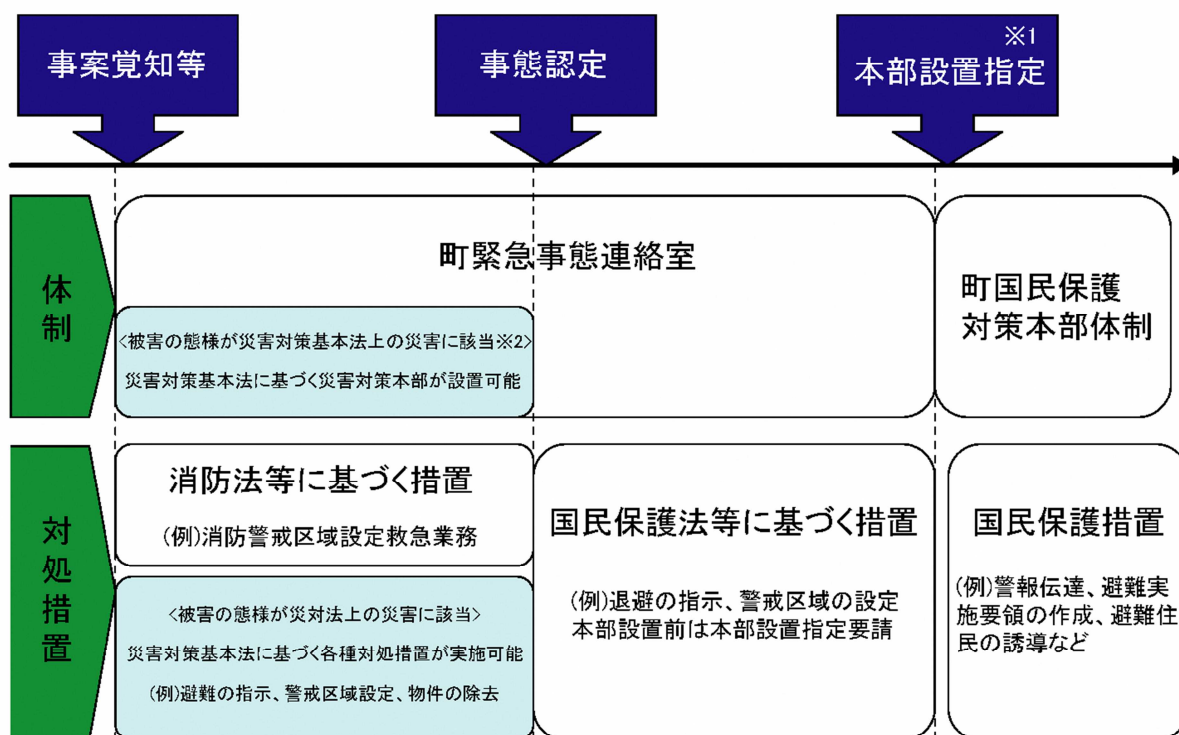 事案覚知等
事態認定
※1
本部設置指定
体制
町緊急事態連絡室
<被害の態様が災害対策基本法上の災害に該当※2>
災害対策基本法に基づく災害対策本部が設置可能
町国民保護
対策本部体制
対処措置
消防法等に基づく措置
(例)消防警戒区域設定救急業務
<被害の態様が災対法上の災害に該当>
災害対策基本法に基づく各種対処措置が実施可能
(例)避難の指示、警戒区域設定、物件の除去
国民保護法等に基づく措置
(例)退避の指示、警戒区域の設定
本部設置前は本部設置指定要請
国民保護措置
(例)警報伝達、避難実
施要領の作成、避難住
民の誘導など